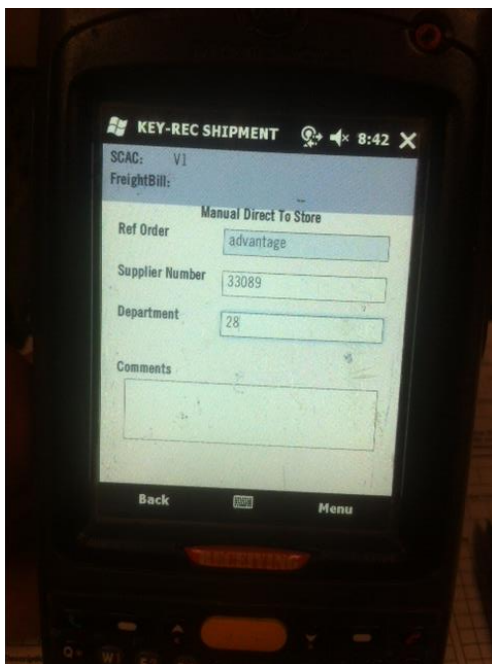 KEY-REC SHIPMENT 8:42
SCAC: V1
FreightBill:
Manual Direct To Store
Ref Order advantage
Supplier Number 33089
Department 28
Comments
Back Menu
RECEIVING
Q